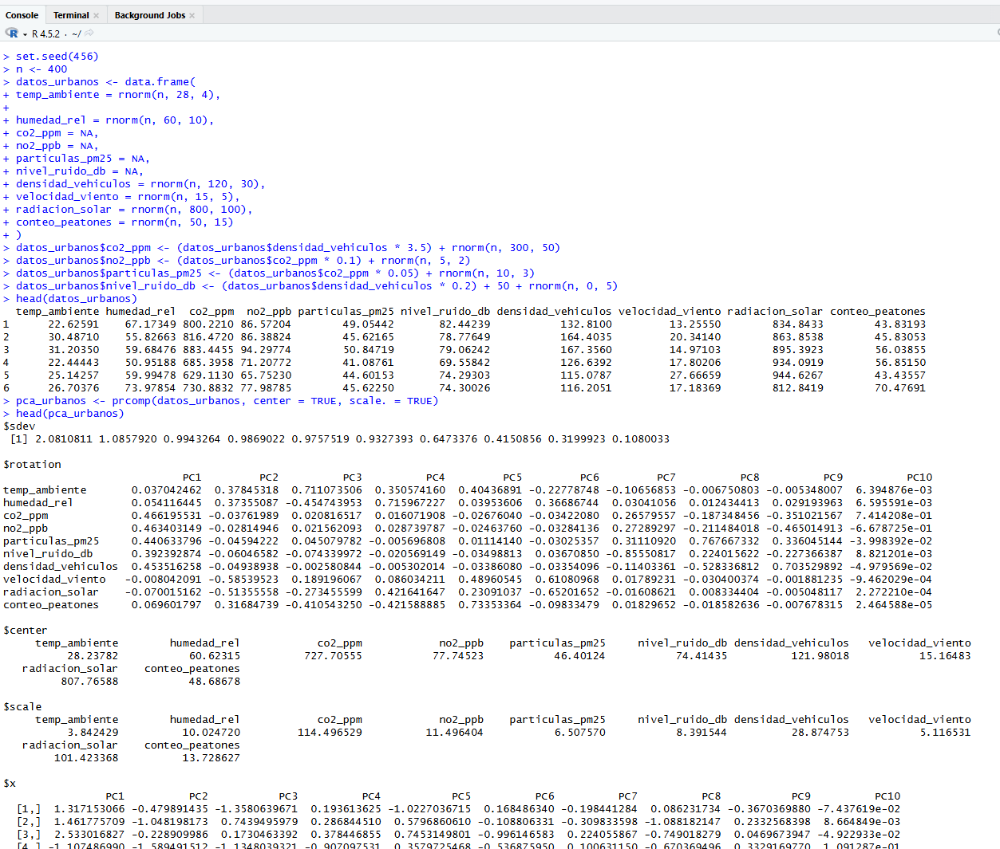 Console Terminal Background Jobs
R 4.5.2 · ~/
> set.seed(456)
> n <- 400
> datos_urbanos <- data.frame(
+ temp_ambiente = rnorm(n, 28, 4),
+
+ humedad_rel = rnorm(n, 60, 10),
+ co2_ppm = NA,
+ no2_ppb = NA,
+ particulas_pm25 = NA,
+ nivel_ruido_db = NA,
+ densidad_vehiculos = rnorm(n, 120, 30),
+ velocidad_viento = rnorm(n, 15, 5),
+ radiacion_solar = rnorm(n, 800, 100),
+ conteo_peatones = rnorm(n, 50, 15)
+ )
> datos_urbanos$co2_ppm <- (datos_urbanos$densidad_vehiculos * 3.5) + rnorm(n, 300, 50)
> datos_urbanos$no2_ppb <- (datos_urbanos$co2_ppm * 0.1) + rnorm(n, 5, 2)
> datos_urbanos$particulas_pm25 <- (datos_urbanos$co2_ppm * 0.05) + rnorm(n, 10, 3)
> datos_urbanos$nivel_ruido_db <- (datos_urbanos$densidad_vehiculos * 0.2) + 50 + rnorm(n, 0, 5)
> head(datos_urbanos)
temp_ambiente humedad_rel co2_ppm no2_ppb particulas_pm25 nivel_ruido_db densidad_vehiculos velocidad_viento radiacion_solar conteo_peatones
1 22.62591 67.17349 800.2210 86.57204 49.05442 82.44239 132.8100 13.25550 834.8433 43.83193
2 30.48710 55.82663 816.4720 86.38824 45.62165 78.77649 164.4035 20.34140 863.8538 45.83053
3 31.20350 59.68476 883.4455 94.29774 50.84719 79.06242 167.3560 14.97103 895.3923 56.03855
4 22.44443 50.95188 685.3958 71.20772 41.08761 69.55842 126.6392 17.80206 934.0919 56.85150
5 25.14257 59.99478 629.1130 65.75230 44.60153 74.29303 115.0787 27.66659 944.6267 43.43557
6 26.70376 73.97854 730.8832 77.98785 45.62250 74.30026 116.2051 17.18369 812.8419 70.47691
> pca_urbanos <- prcomp(datos_urbanos, center = TRUE, scale. = TRUE)
> head(pca_urbanos)
$sdev
[1] 2.0810811 1.0857920 0.9943264 0.9869022 0.9757519 0.9327393 0.6473376 0.4150856 0.3199923 0.1080033
$rotation
PC1 PC2 PC3 PC4 PC5 PC6 PC7 PC8 PC9 PC10
temp_ambiente 0.037042462 0.37845318 0.711073506 0.350574160 0.40436891 -0.22778748 -0.10656853 -0.006750803 -0.005348007 6.394876e-03
humedad_rel 0.054116445 0.37355087 -0.454743953 0.715967227 0.03953606 0.36686744 0.03041056 0.012434413 0.029193963 6.595591e-03
co2_ppm 0.466195531 -0.03761989 0.020816517 0.016071908 -0.02676040 -0.03422080 0.26579557 -0.187348456 -0.351021567 7.414208e-01
no2_ppb 0.463403149 -0.02814946 0.021562093 0.028739787 -0.02463760 -0.03284136 0.27289297 -0.211484018 -0.465014913 -6.678725e-01
particulas_pm25 0.440633796 -0.04594222 0.045079782 -0.005696808 0.01114140 -0.03025357 0.31110920 0.767667332 0.336045144 -3.998392e-02
nivel_ruido_db 0.392392874 -0.06046582 -0.074339972 -0.020569149 -0.03498813 0.03670850 -0.85550817 0.224015622 -0.227366387 8.821201e-03
densidad_vehiculos 0.453516258 -0.04938938 -0.002580844 -0.005302014 -0.03386080 -0.03354096 -0.11403361 -0.528336812 0.703529892 -4.979569e-02
velocidad_viento -0.008042091 -0.58539523 0.189196067 0.086034211 0.48960545 0.61080968 0.01789231 -0.030400374 -0.001881235 -9.462029e-04
radiacion_solar -0.070015162 -0.51355558 -0.273455599 0.421641647 0.23091037 -0.65201652 -0.01608621 0.008334404 -0.005048117 2.272210e-04
conteo_peatones 0.069601797 0.31684739 -0.410543250 -0.421588885 0.73353364 -0.09833479 0.01829652 -0.018582636 -0.007678315 2.464588e-05
$center
temp_ambiente humedad_rel co2_ppm no2_ppb particulas_pm25 nivel_ruido_db densidad_vehiculos velocidad_viento
28.23782 60.62315 727.70555 77.74523 46.40124 74.41435 121.98018 15.16483
radiacion_solar conteo_peatones
807.76588 48.68678
$scale
temp_ambiente humedad_rel co2_ppm no2_ppb particulas_pm25 nivel_ruido_db densidad_vehiculos velocidad_viento
3.842429 10.024720 114.496529 11.496404 6.507570 8.391544 28.874753 5.116531
radiacion_solar conteo_peatones
101.423368 13.728627
$x
PC1 PC2 PC3 PC4 PC5 PC6 PC7 PC8 PC9 PC10
[1,] 1.317153066 -0.479891435 -1.3580639671 0.193613625 -1.0227036715 0.168486340 -0.198441284 0.086231734 -0.3670369880 -7.437619e-02
[2,] 1.461775709 -1.048198173 0.7439495979 0.286844510 0.5796860610 -0.108806331 -0.309833598 -1.088182147 0.2332568398 8.664849e-03
[3,] 2.533016827 -0.228909986 0.1730463392 0.378446855 0.7453149801 -0.996146583 0.224055867 -0.749018279 0.0469673947 -4.922933e-02
[4,] -1.107486990 -1.589491512 -1.1348039321 -0.907097531 0.3579725468 -0.536875950 0.100631150 -0.670369496 0.3329169770 1.091287e-01